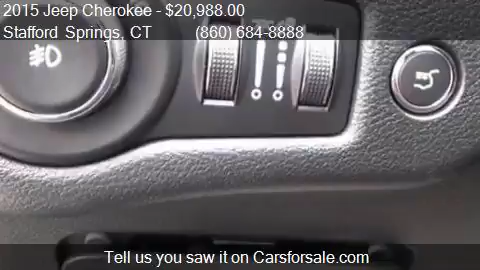 2015 Jeep Cherokee - $20,988.00
Stafford Springs, CT (860) 684-8888
Tell us you saw it on Carsforsale.com